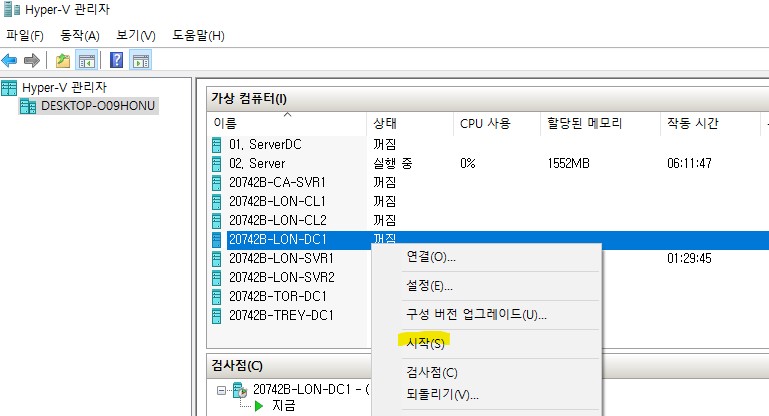 Hyper-V 관리자
파일(F) 동작(A) 보기(V) 도움말(H)
Hyper-V 관리자
DESKTOP-O09HONU
가상 컴퓨터(I)
이름 상태 CPU 사용 할당된 메모리 작동 시간
01. ServerDC 꺼짐
02. Server 실행 중 0% 1552MB 06:11:47
20742B-CA-SVR1 꺼짐
20742B-LON-CL1 꺼짐
20742B-LON-CL2 꺼짐
20742B-LON-DC1 꺼짐
20742B-LON-SVR1 01:29:45
20742B-LON-SVR2
20742B-TOR-DC1
20742B-TREY-DC1
연결(O)...
설정(E)...
구성 버전 업그레이드(U)...
시작(S)
검사점(C)
되돌리기(V)...
검사점(C)
20742B-LON-DC1 - (
지금